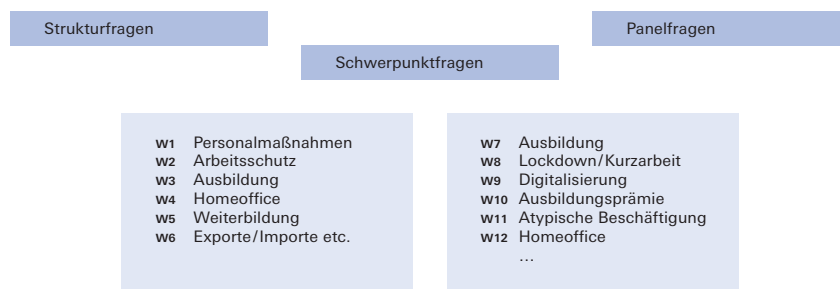 Strukturfragen
Panelfragen
Schwerpunktfragen
W1 Personalmaßnahmen
W2 Arbeitsschutz
W3 Ausbildung
W4 Homeoffice
W5 Weiterbildung
W6 Exporte/Importe etc.
W7 Ausbildung
W8 Lockdown/Kurzarbeit
W9 Digitalisierung
W10 Ausbildungsprämie
W11 Atypische Beschäftigung
W12 Homeoffice
…